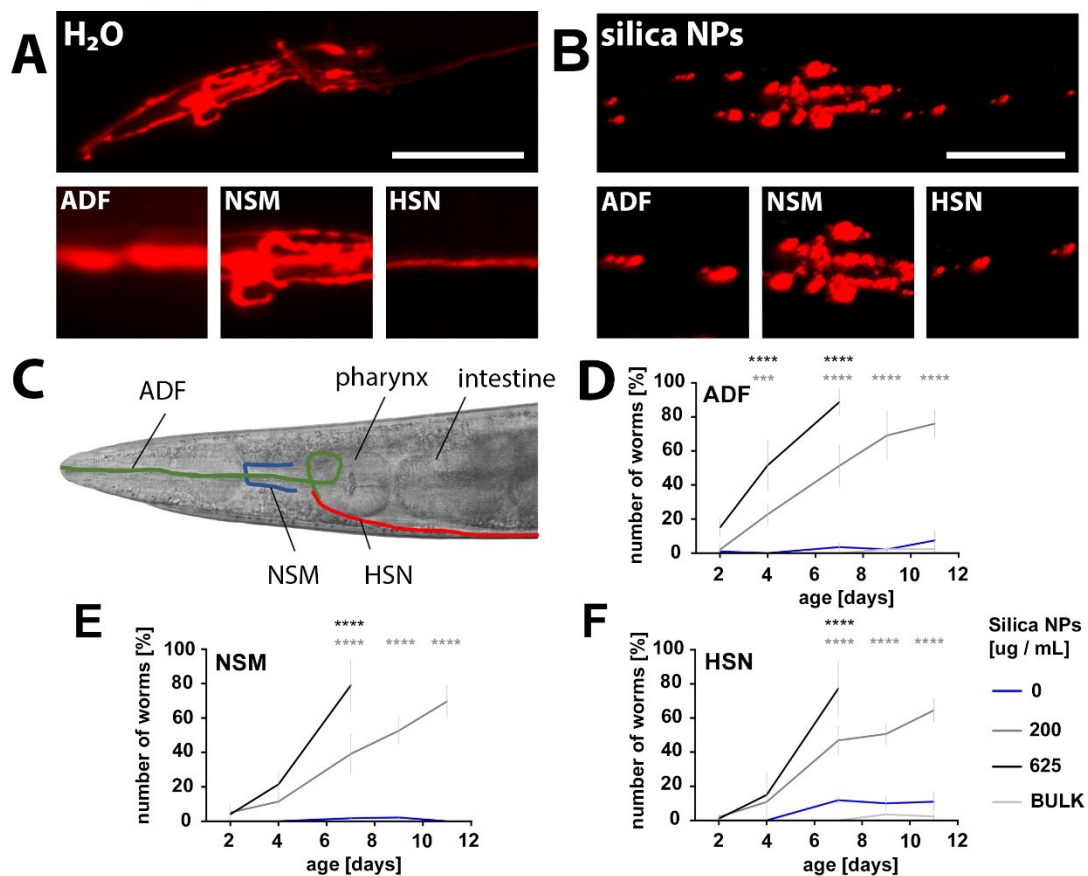 A
H₂O
ADF
NSM
HSN
B
silica NPs
ADF
NSM
HSN
C
ADF
pharynx
intestine
NSM
HSN
D
ADF
**** ****
*** **** **** ****
number of worms [%]
100
80
60
40
20
0
2 4 6 8 10 12
age [days]
E
NSM
****
**** **** ****
number of worms [%]
100
80
60
40
20
0
2 4 6 8 10 12
age [days]
F
HSN
****
**** **** ****
number of worms [%]
100
80
60
40
20
0
2 4 6 8 10 12
age [days]
Silica NPs
[ug / mL]
0
200
625
BULK